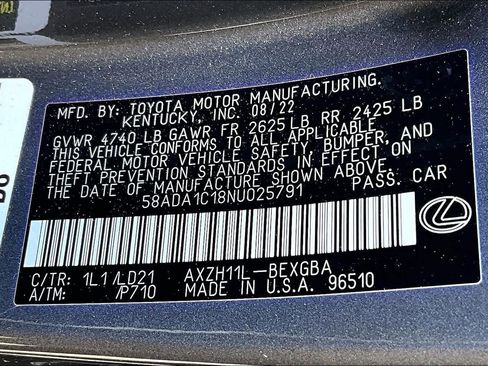 MFD. BY: TOYOTA MOTOR MANUFACTURING.
KENTUCKY, INC. 08/22
GVWR 4740 LB GAWR FR 2625 LB RR 2425 LB
THIS VEHICLE CONFORMS TO ALL APPLICABLE
FEDERAL MOTOR VEHICLE SAFETY, BUMPER, AND
THEFT PREVENTION STANDARDS IN EFFECT ON
THE DATE OF MANUFACTURE SHOWN ABOVE.
58ADA1C18NU025791 PASS. CAR
C/TR: 1L1 /LD21 AXZH11L-BEXGBA
A/TM: /P710 MADE IN U.S.A. 96510